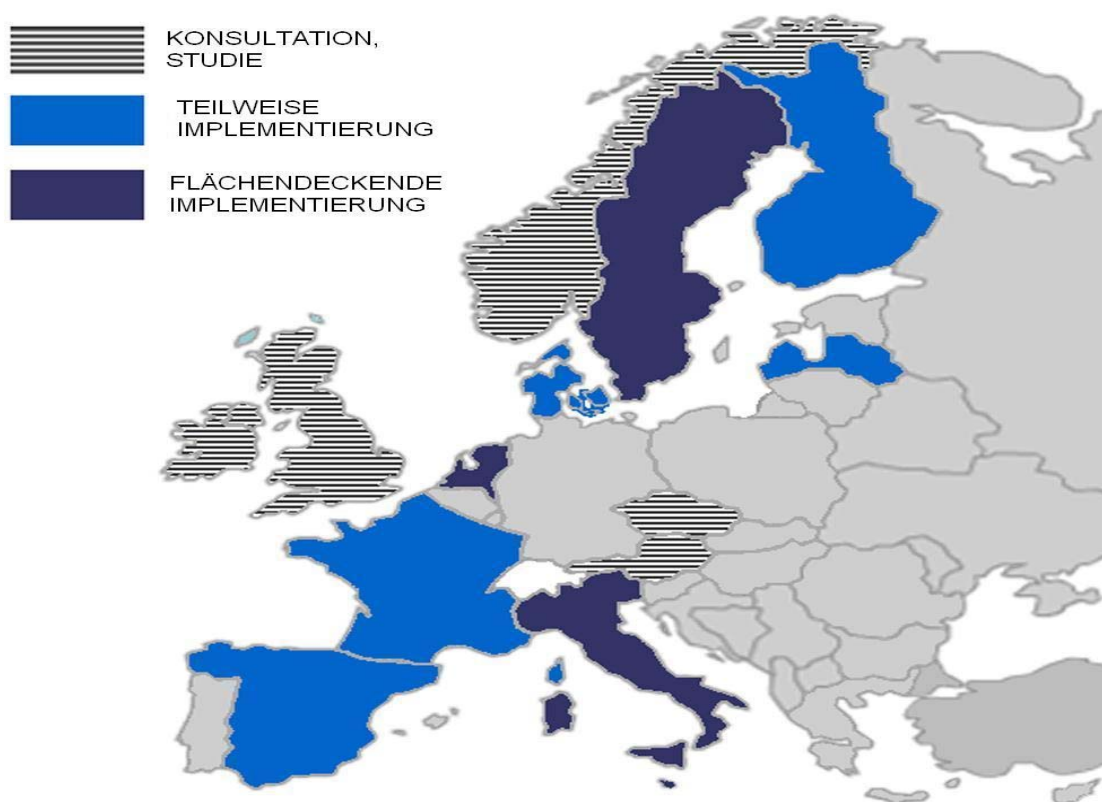 KONSULTATION,
STUDIE
TEILWEISE
IMPLEMENTIERUNG
FLÄCHENDECKENDE
IMPLEMENTIERUNG